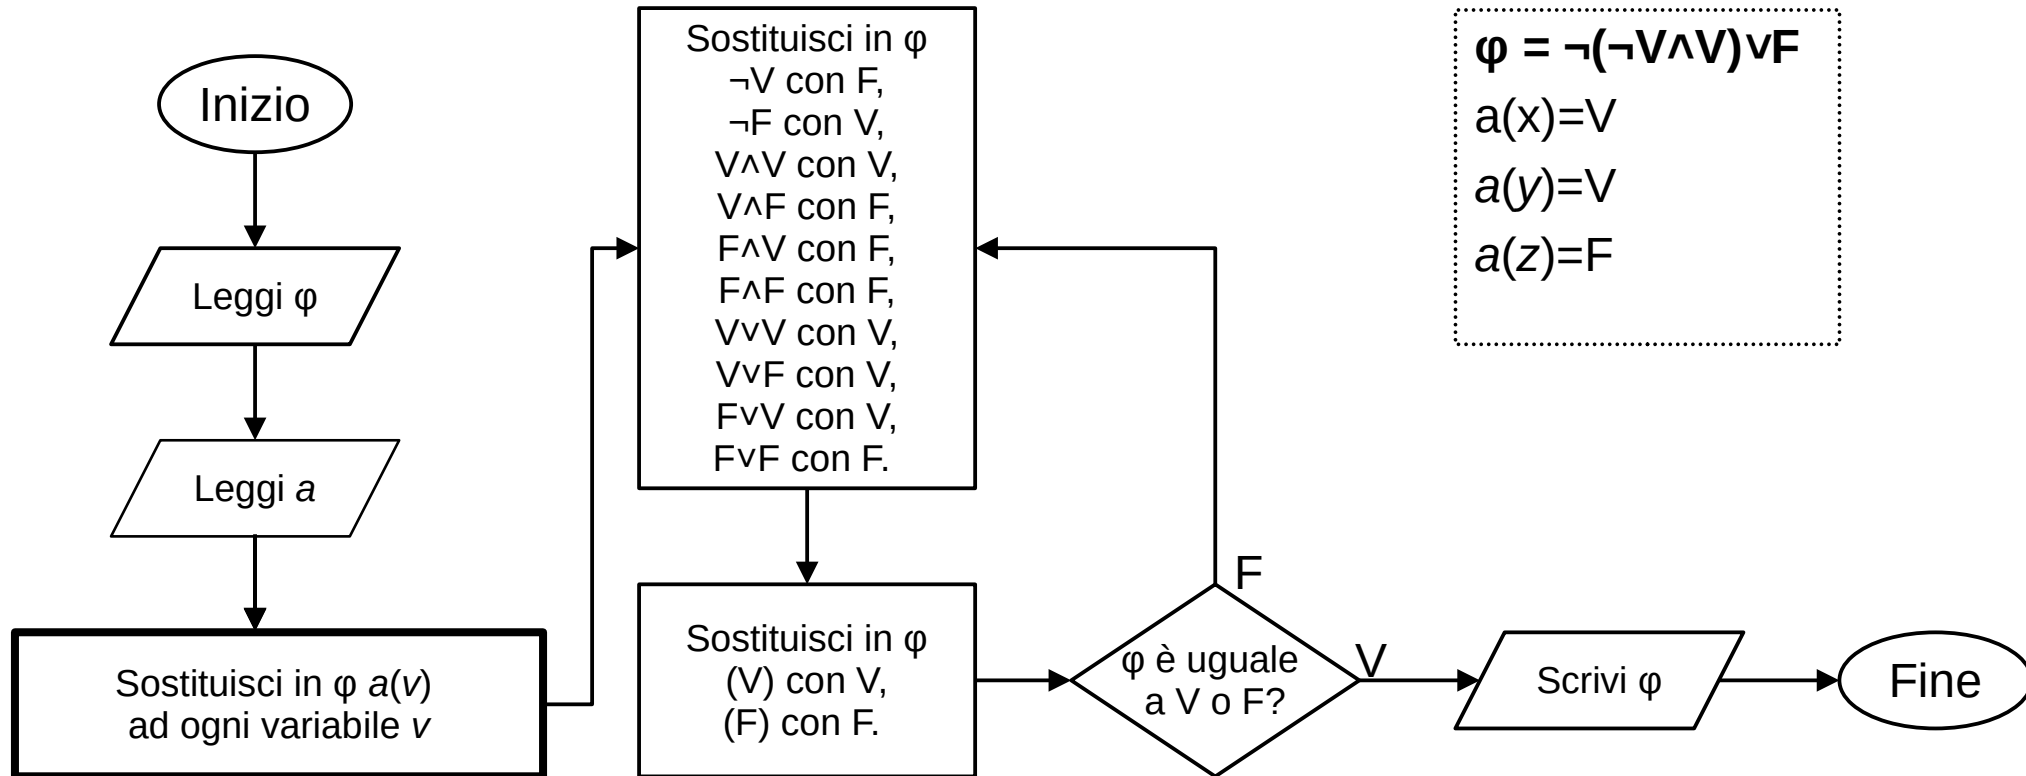 Inizio
Leggi φ
Leggi a
Sostituisci in φ a(v)
ad ogni variabile v
Sostituisci in φ
¬V con F,
¬F con V,
V∧V con V,
V∧F con F,
F∧V con F,
F∧F con F,
V∨V con V,
V∨F con V,
F∨V con V,
F∨F con F.
Sostituisci in φ
(V) con V,
(F) con F.
φ è uguale
a V o F?
F
V
Scrivi φ
Fine
φ = ¬(¬V∧V)∨F
a(x)=V
a(y)=V
a(z)=F